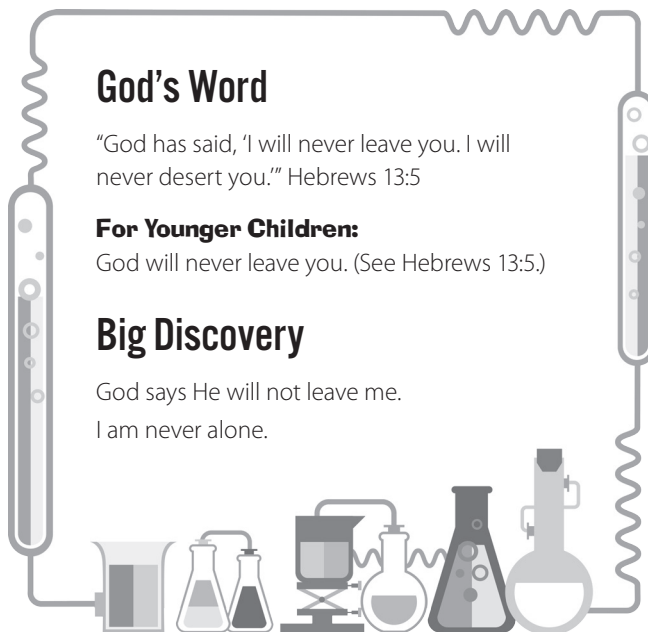 God’s Word
“God has said, ‘I will never leave you. I will
never desert you.’” Hebrews 13:5
For Younger Children:
God will never leave you. (See Hebrews 13:5.)
Big Discovery
God says He will not leave me.
I am never alone.